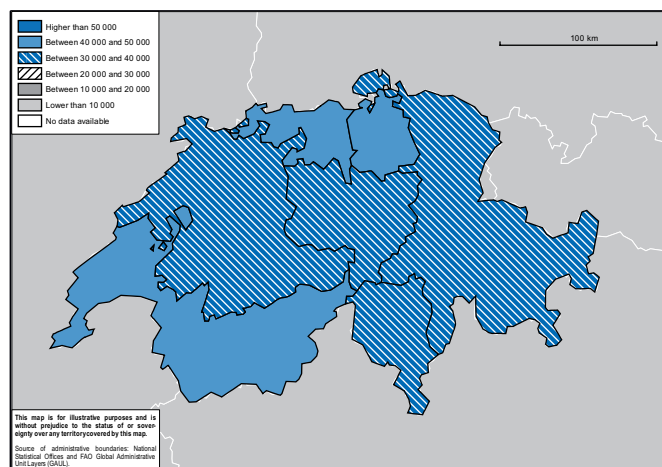 Higher than 50 000
Between 40 000 and 50 000
Between 30 000 and 40 000
Between 20 000 and 30 000
Between 10 000 and 20 000
Lower than 10 000
No data available
100 km
This map is for illustrative purposes and is
without prejudice to the status of or sover-
eignty over any territorycovered by this map.
Source of administrative boundaries: National
Statistical Offices and FAO Global Administrative
Unit Layers (GAUL).